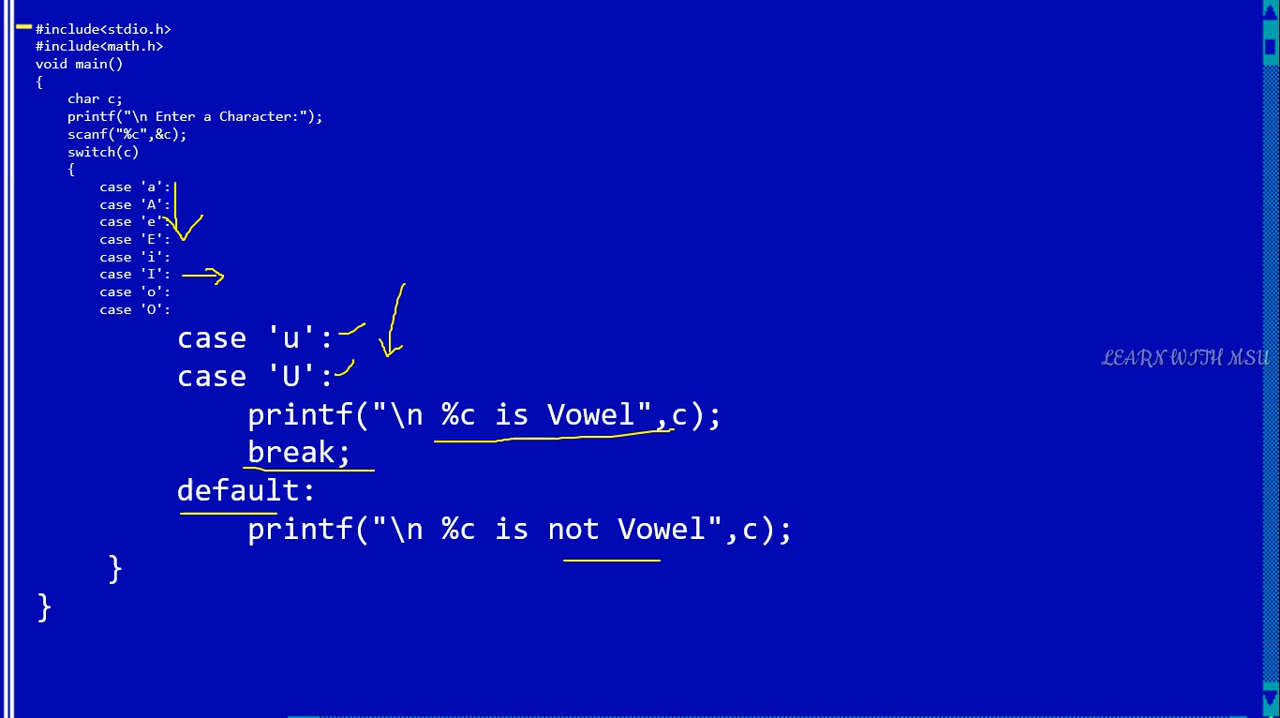 #include<stdio.h>
#include<math.h>
void main()
{
    char c;
    printf("\n Enter a Character:");
    scanf("%c",&c);
    switch(c)
    {
        case 'a':
        case 'A':
        case 'e':
        case 'E':
        case 'i':
        case 'I':
        case 'o':
        case 'O':
        case 'u':
        case 'U':
            printf("\n %c is Vowel",c);
            break;
        default:
            printf("\n %c is not Vowel",c);
    }
}
LEARN WITH MSU